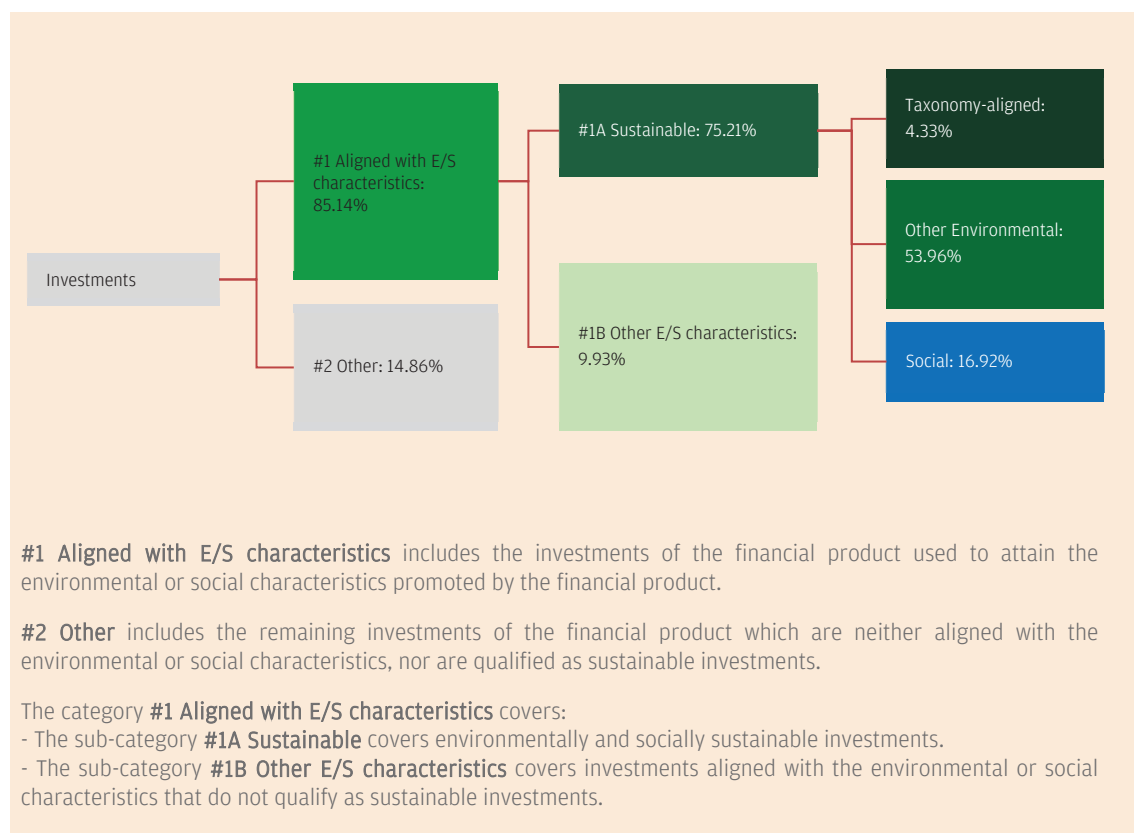 Investments
#1 Aligned with E/S
characteristics:
85.14%
#2 Other: 14.86%
#1A Sustainable: 75.21%
#1B Other E/S characteristics:
9.93%
Taxonomy-aligned:
4.33%
Other Environmental:
53.96%
Social: 16.92%
#1 Aligned with E/S characteristics includes the investments of the financial product used to attain the
environmental or social characteristics promoted by the financial product.
#2 Other includes the remaining investments of the financial product which are neither aligned with the
environmental or social characteristics, nor are qualified as sustainable investments.
The category #1 Aligned with E/S characteristics covers:
- The sub-category #1A Sustainable covers environmentally and socially sustainable investments.
- The sub-category #1B Other E/S characteristics covers investments aligned with the environmental or social
characteristics that do not qualify as sustainable investments.